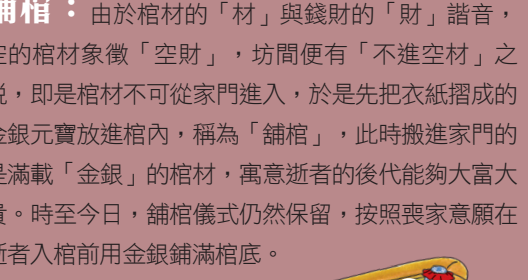 棺：由於棺材的「材」與錢財的「財」諧音，
空的棺材象徵「空財」，坊間便有「不進空材」之
說，即是棺材不可從家門進入，於是先把衣紙摺成的
金銀元寶放進棺內，稱為「舖棺」，此時搬進家門的
是滿載「金銀」的棺材，寓意逝者的後代能夠大富大
貴。時至今日，舖棺儀式仍然保留，按照喪家意願在
逝者入棺前用金銀鋪滿棺底。